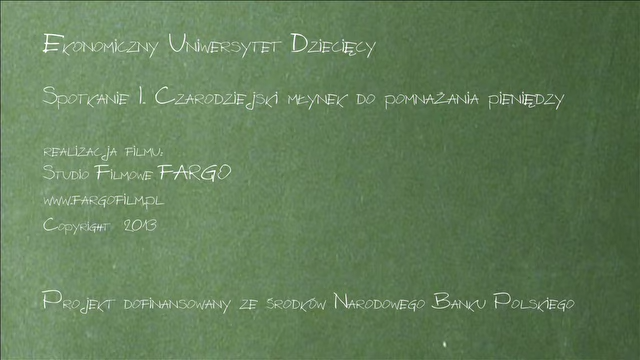 Ekonomiczny Uniwersytet Dziecięcy
Spotkanie 1. Czarodziejski młynek do pomnażania pieniędzy
realizacja filmu:
Studio Filmowe FARGO
www.fargofilm.pl
Copyright 2013
Projekt dofinansowany ze środków Narodowego Banku Polskiego